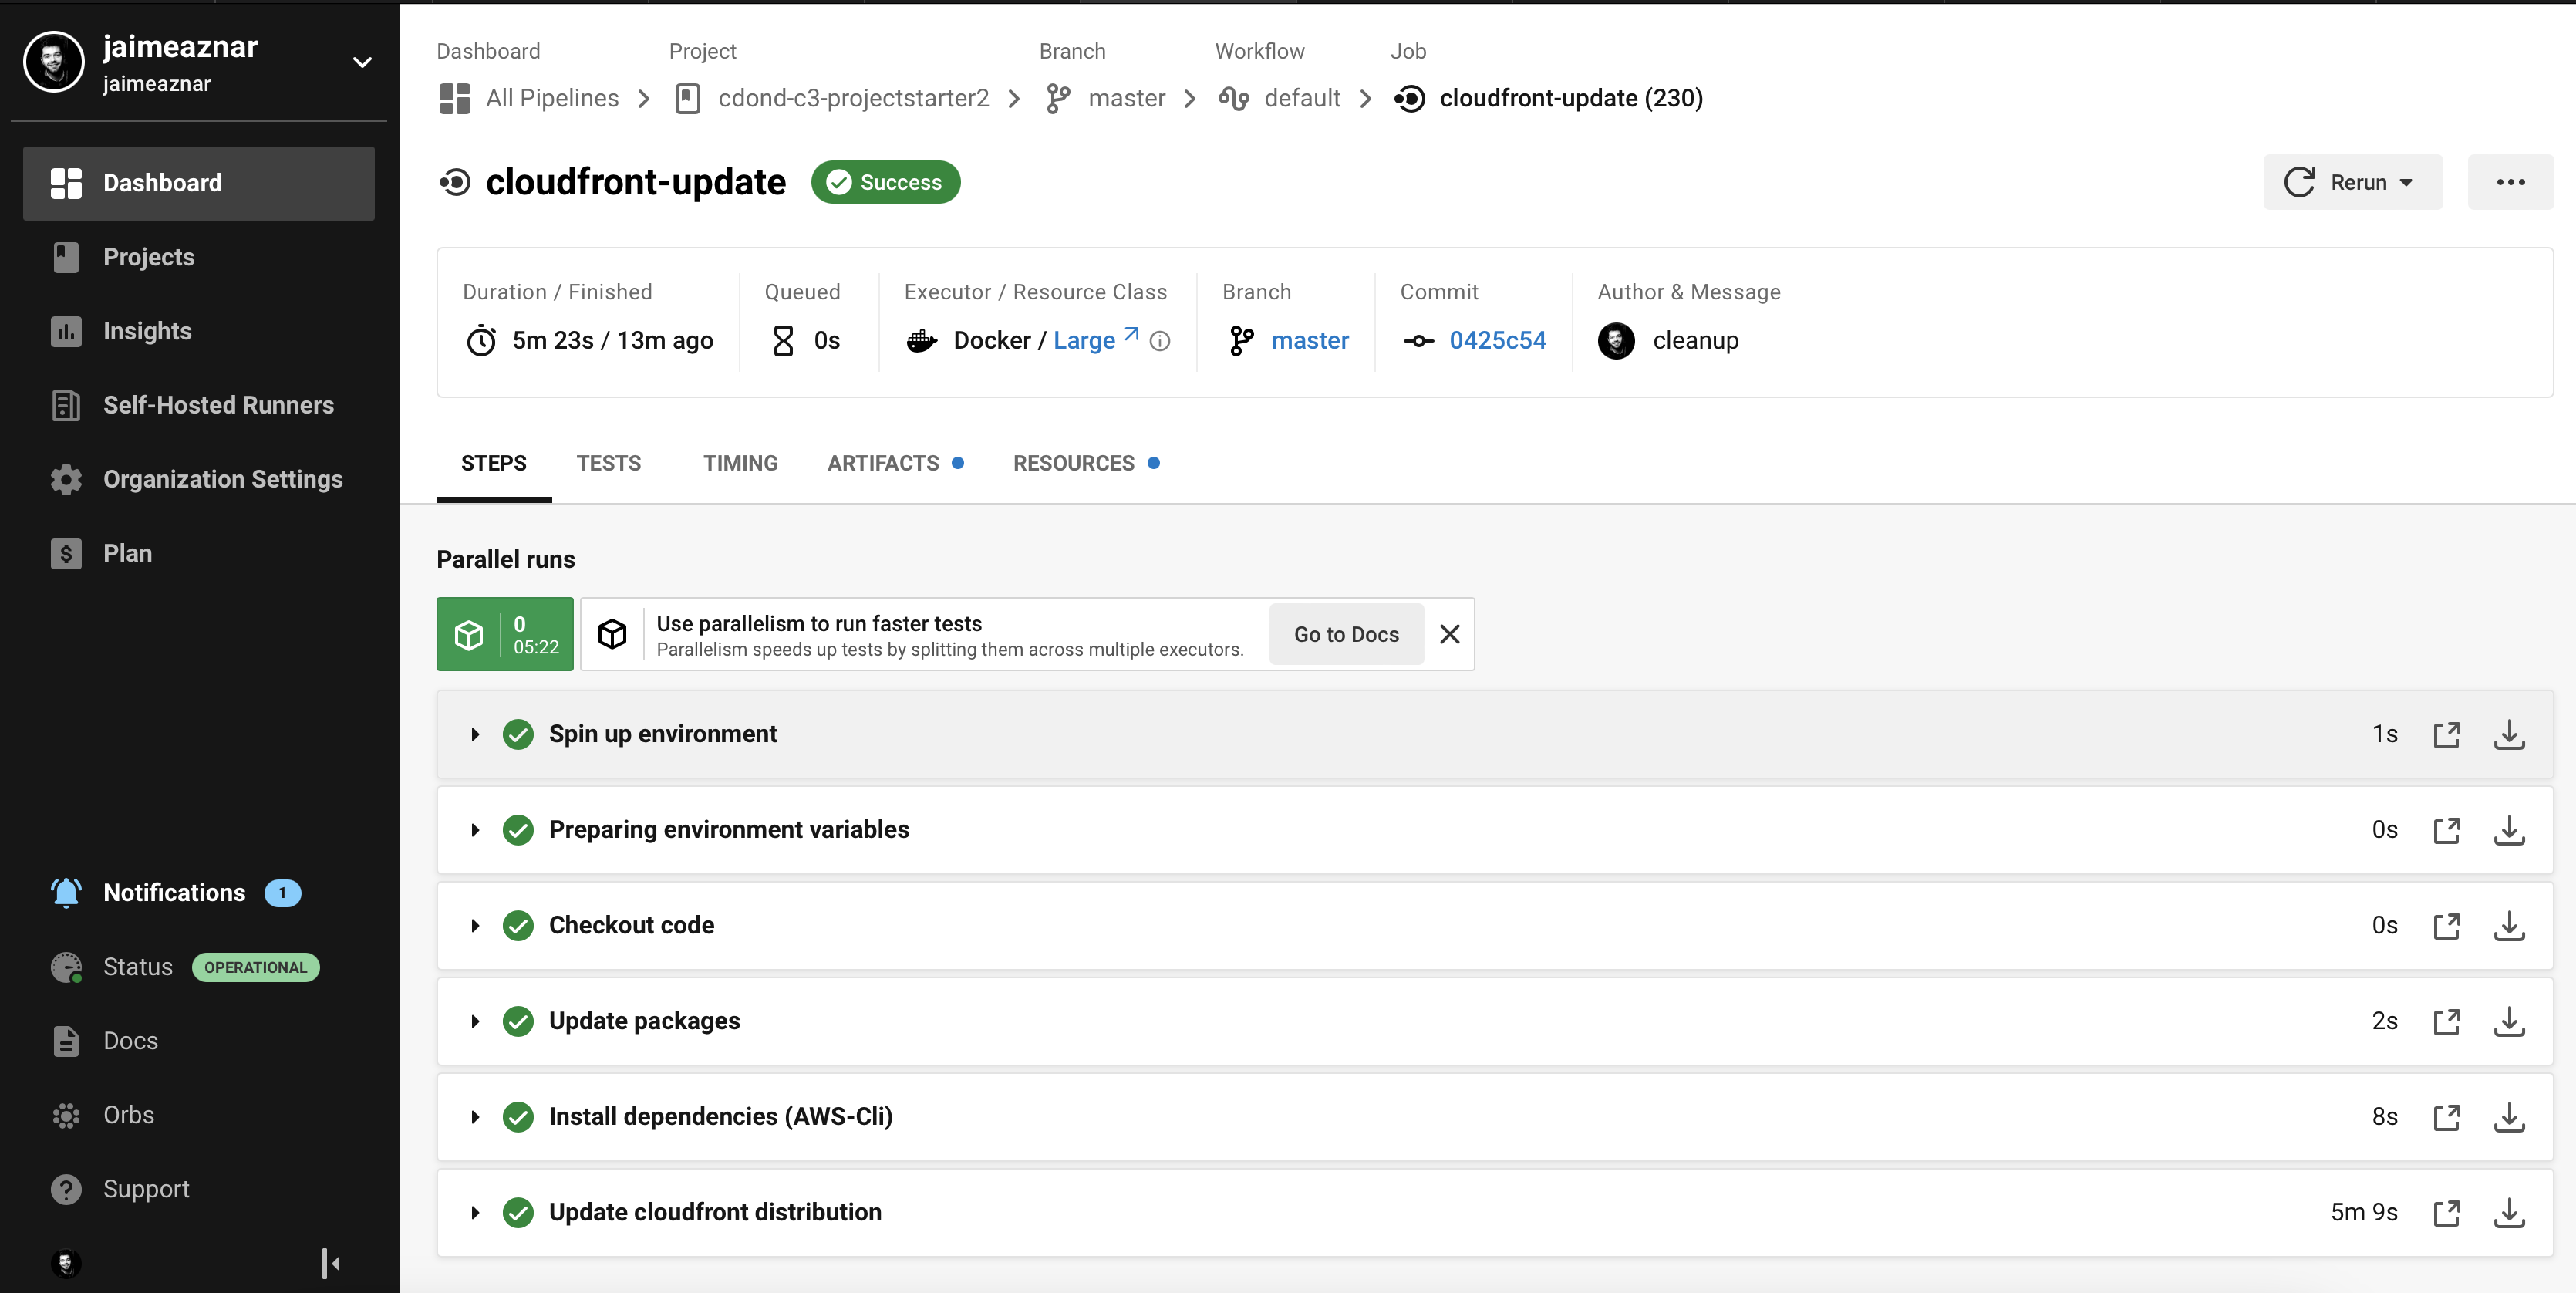 jaimeaznar
jaimeaznar
Dashboard
Projects
Insights
Self-Hosted Runners
Organization Settings
Plan
Notifications 1
Status OPERATIONAL
Docs
Orbs
Support
Dashboard Project Branch Workflow Job
All Pipelines cdond-c3-projectstarter2 master default cloudfront-update (230)
cloudfront-update Success Rerun
Duration / Finished Queued Executor / Resource Class Branch Commit Author & Message
5m 23s / 13m ago 0s Docker / Large master 0425c54 cleanup
STEPS TESTS TIMING ARTIFACTS RESOURCES
Parallel runs
0
05:22
Use parallelism to run faster tests
Parallelism speeds up tests by splitting them across multiple executors.
Go to Docs
Spin up environment 1s
Preparing environment variables 0s
Checkout code 0s
Update packages 2s
Install dependencies (AWS-Cli) 8s
Update cloudfront distribution 5m 9s